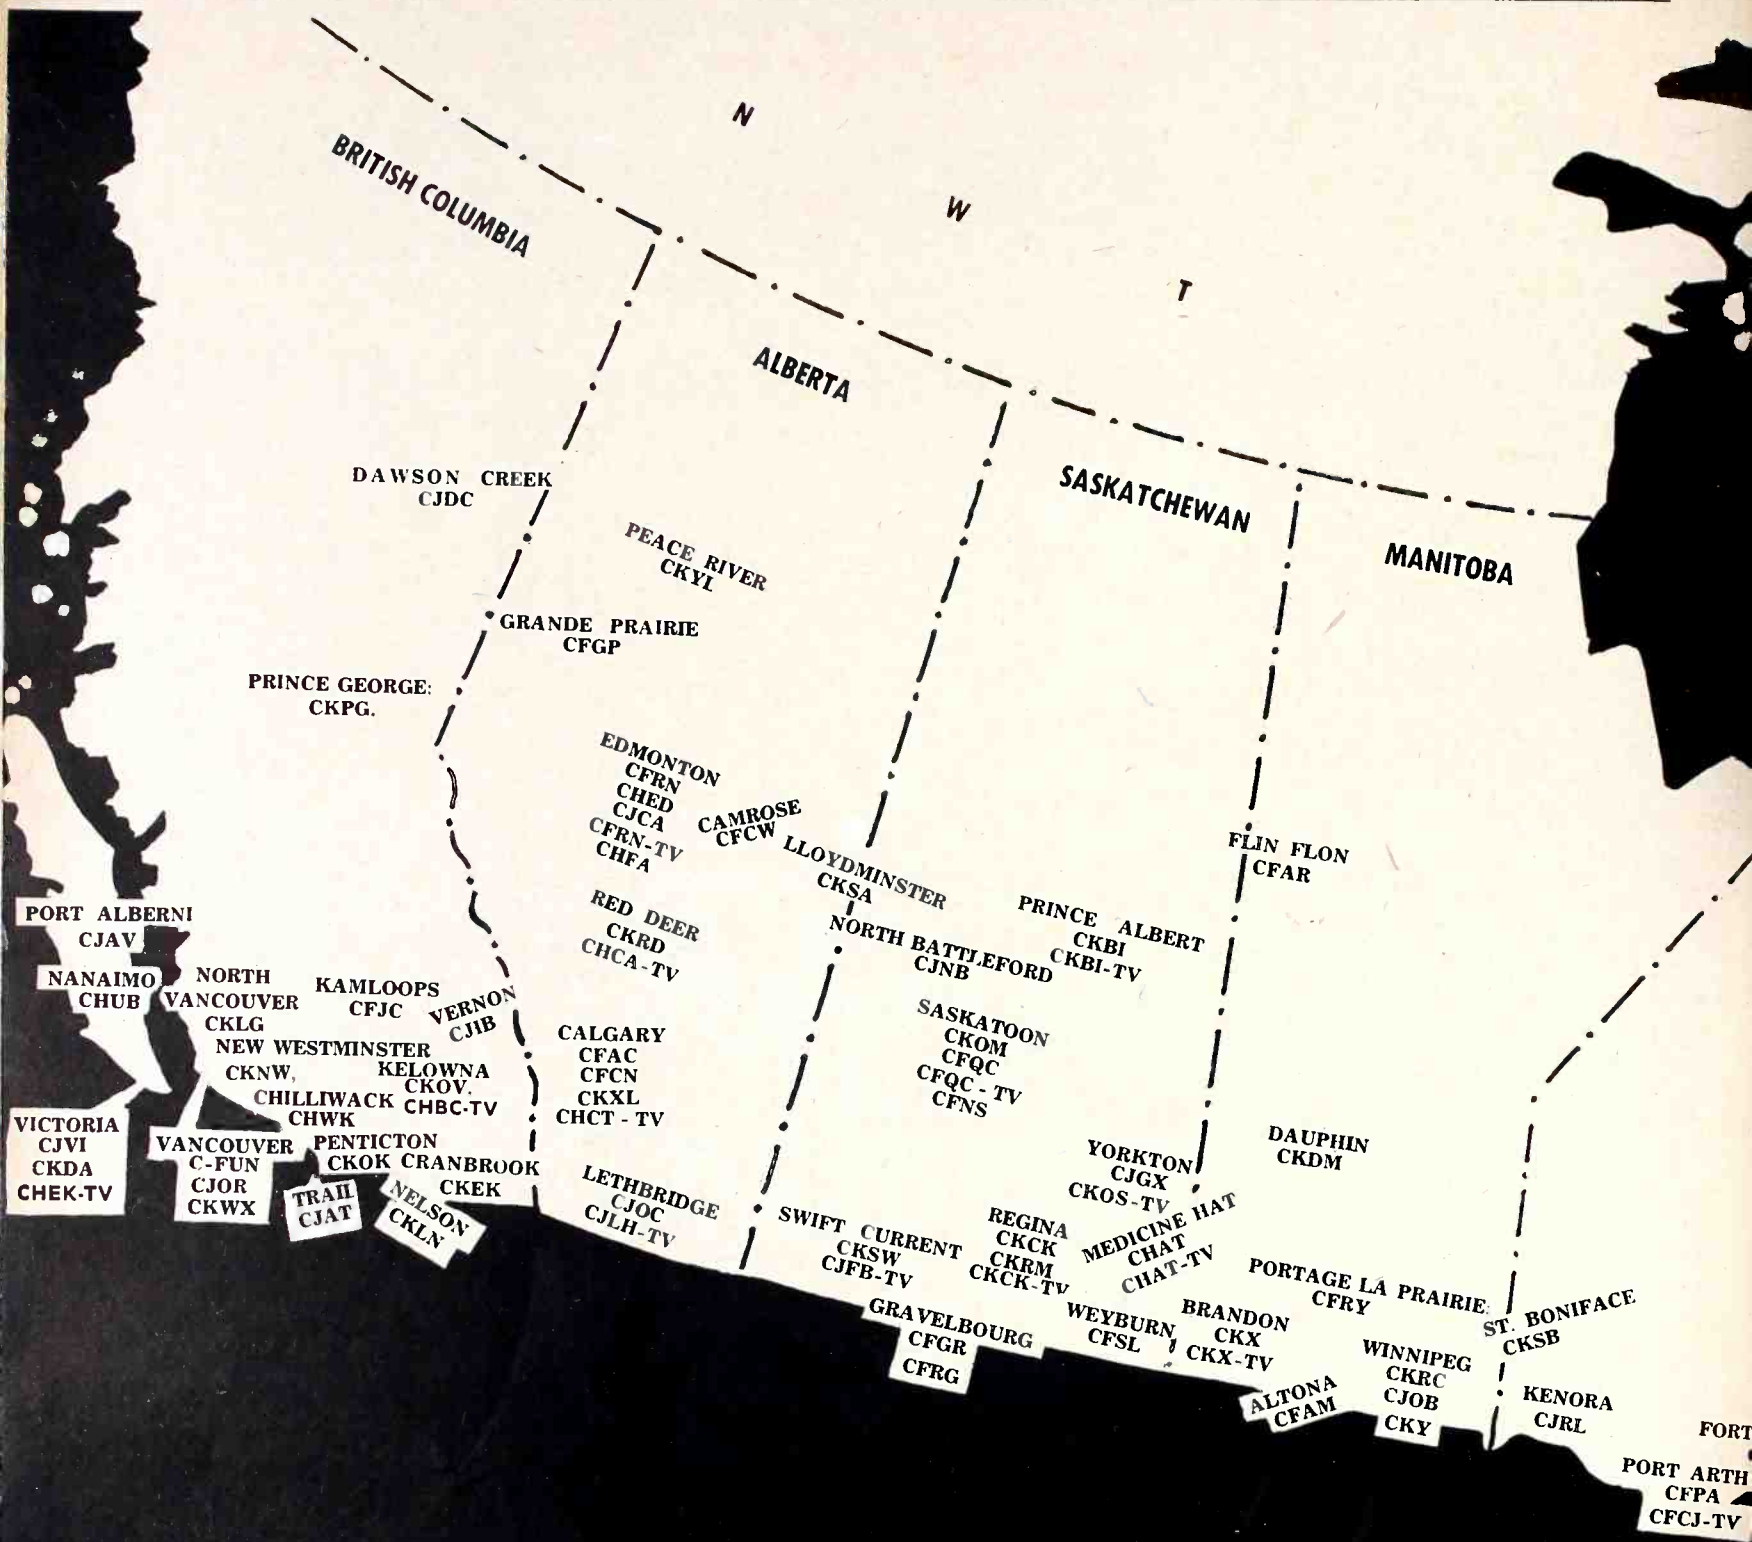 N
W
T
BRITISH COLUMBIA
ALBERTA
SASKATCHEWAN
MANITOBA
DAWSON CREEK
CJDC
PEACE RIVER
CKYL
GRANDE PRAIRIE
CFGP
PRINCE GEORGE:
CKPG.
EDMONTON
CFRN
CHED
CJCA
CFRN-TV
CHFA
CAMROSE
CFCW
LLOYDMINSTER
CKSA
FLIN FLON
CFAR
RED DEER
CKRD
CHCA-TV
PRINCE ALBERT
CKBI
CKBI-TV
NORTH BATTLEFORD
CJNB
PORT ALBERNI
CJAV
NANAIMO
CHUB
NORTH
VANCOUVER
CKLG
KAMLOOPS
CFJC
VERNON
CJIB
NEW WESTMINSTER
CKNW,
KELOWNA
CKOV.
CHBC-TV
CHILLIWACK
CHWK
CALGARY
CFAC
CFCN
CKXL
CHCT - TV
SASKATOON
CKOM
CFQC
CFQC - TV
CFNS
VICTORIA
CJVI
CKDA
CHEK-TV
VANCOUVER
C-FUN
CJOR
CKWX
PENTICTON
CKOK
CRANBROOK
CKEK
TRAIL
CJAT
NELSON
CKLN
LETHBRIDGE
CJOC
CJLH-TV
YORKTON
CJGX
CKOS-TV
DAUPHIN
CKDM
SWIFT CURRENT
CKSW
CJFB-TV
REGINA
CKCK
CKRM
CKCK-TV
MEDICINE HAT
CHAT
CHAT-TV
GRAVELBOURG
CFGR
CFRG
WEYBURN
CFSL
BRANDON
CKX
CKX-TV
PORTAGE LA PRAIRIE:
CFRY
ST. BONIFACE
CKSB
ALTONA
CFAM
WINNIPEG
CKRC
CJOB
CKY
KENORA
CJRL
FORT
PORT ARTH
CFPA
CFCJ-TV